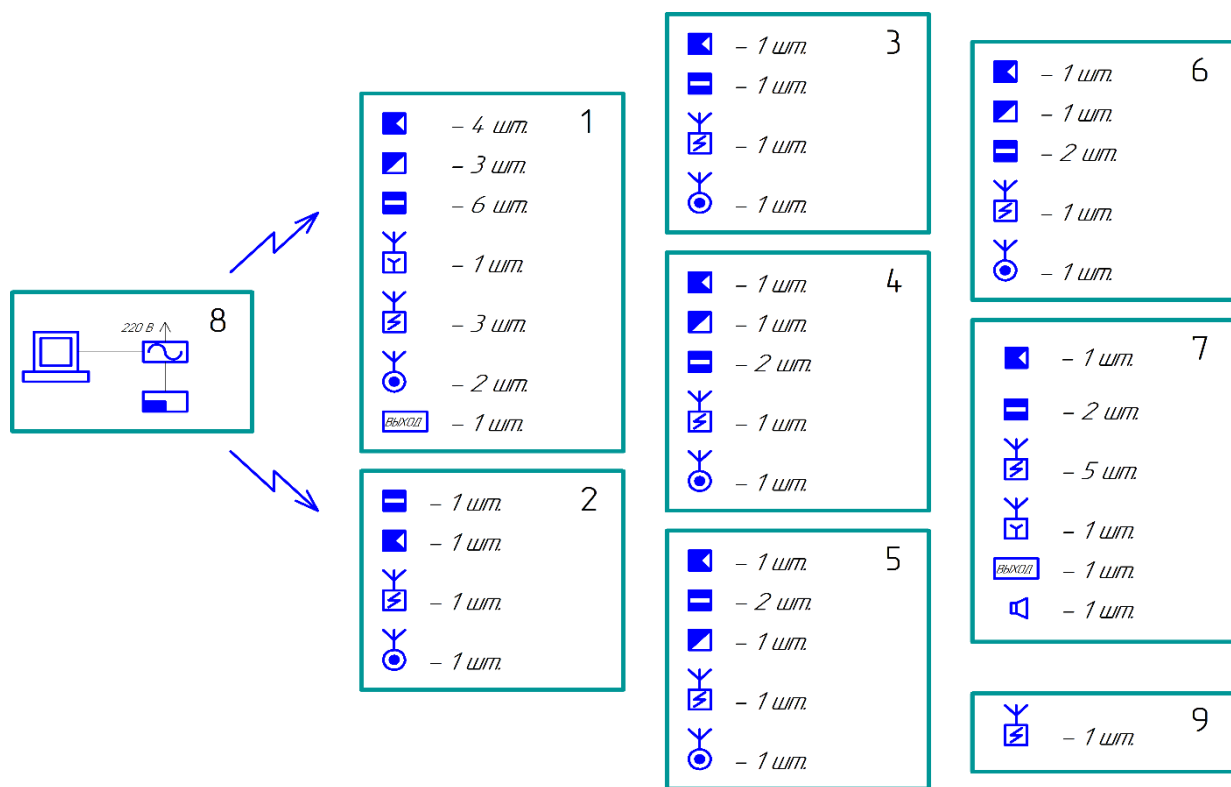 8
220 В
1
– 4 шт.
– 3 шт.
– 6 шт.
– 1 шт.
– 3 шт.
– 2 шт.
ВЫХОД – 1 шт.
2
– 1 шт.
– 1 шт.
– 1 шт.
– 1 шт.
3
– 1 шт.
– 1 шт.
– 1 шт.
– 1 шт.
4
– 1 шт.
– 1 шт.
– 2 шт.
– 1 шт.
– 1 шт.
5
– 1 шт.
– 2 шт.
– 1 шт.
– 1 шт.
– 1 шт.
6
– 1 шт.
– 1 шт.
– 2 шт.
– 1 шт.
– 1 шт.
7
– 1 шт.
– 2 шт.
– 5 шт.
– 1 шт.
ВЫХОД – 1 шт.
– 1 шт.
9
– 1 шт.